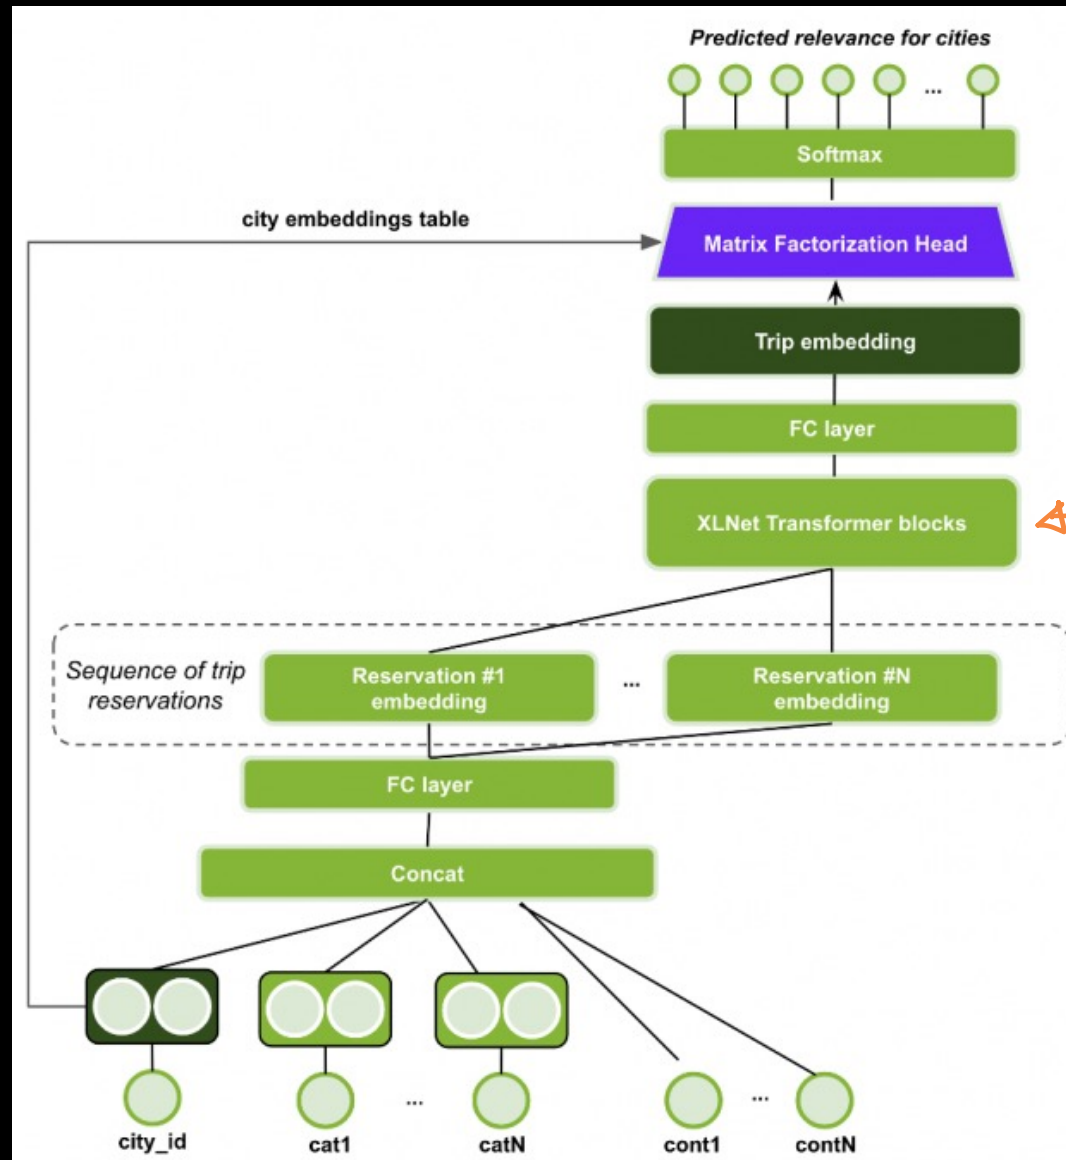 Predicted relevance for cities
...
Softmax
city embeddings table
Matrix Factorization Head
Trip embedding
FC layer
XLNet Transformer blocks
Sequence of trip
reservations
Reservation #1
embedding
...
Reservation #N
embedding
FC layer
Concat
... ...
city_id cat1 catN cont1 contN